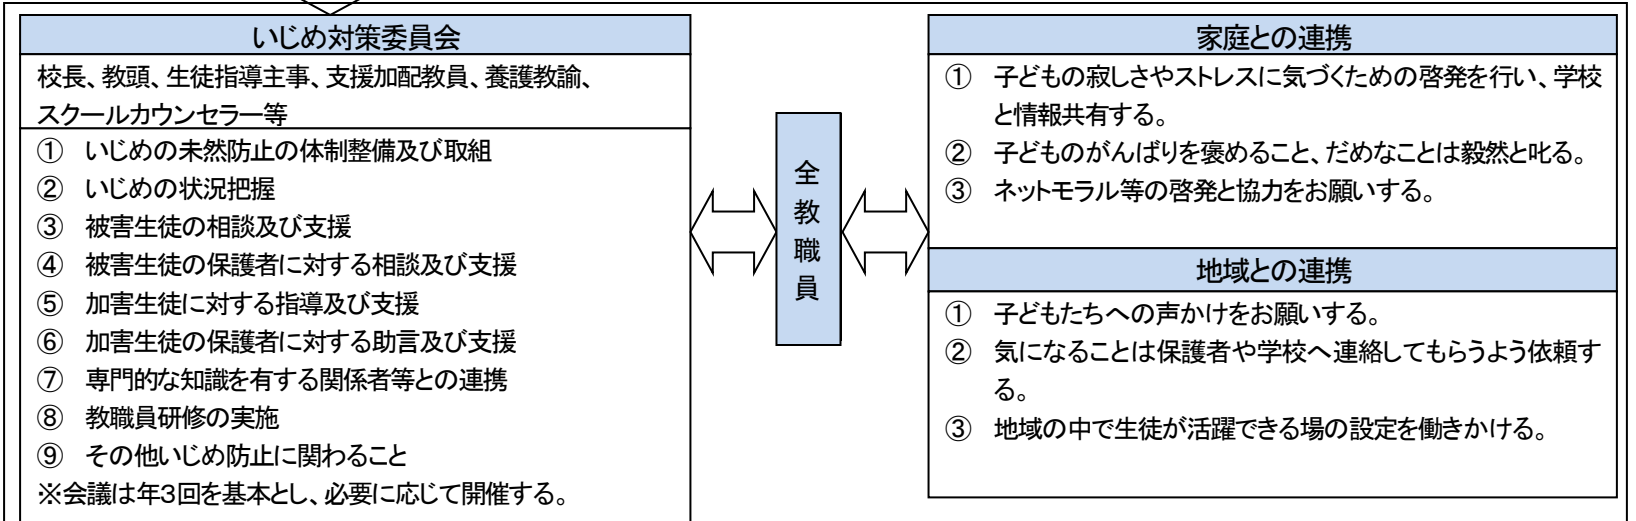 いじめ対策委員会
校長、教頭、生徒指導主事、支援加配教員、養護教諭、
スクールカウンセラー等
① いじめの未然防止の体制整備及び取組
② いじめの状況把握
③ 被害生徒の相談及び支援
④ 被害生徒の保護者に対する相談及び支援
⑤ 加害生徒に対する指導及び支援
⑥ 加害生徒の保護者に対する助言及び支援
⑦ 専門的な知識を有する関係者等との連携
⑧ 教職員研修の実施
⑨ その他いじめ防止に関わること
※会議は年3回を基本とし、必要に応じて開催する。
全教職員
家庭との連携
① 子どもの寂しさやストレスに気づくための啓発を行い、学校
と情報共有する。
② 子どものがんばりを褒めること、だめなことは毅然と叱る。
③ ネットモラル等の啓発と協力をお願いする。
地域との連携
① 子どもたちへの声かけをお願いする。
② 気になることは保護者や学校へ連絡してもらうよう依頼す
る。
③ 地域の中で生徒が活躍できる場の設定を働きかける。